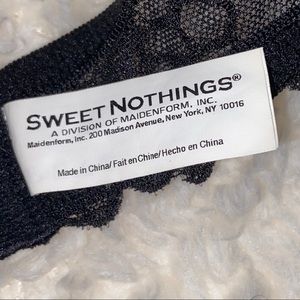 SWEET NOTHINGS®
A DIVISION OF MAIDENFORM, INC.
Maidenform, Inc. 200 Madison Avenue, New York, NY 10016
Made in China/ Fait en Chine/ Hecho en China